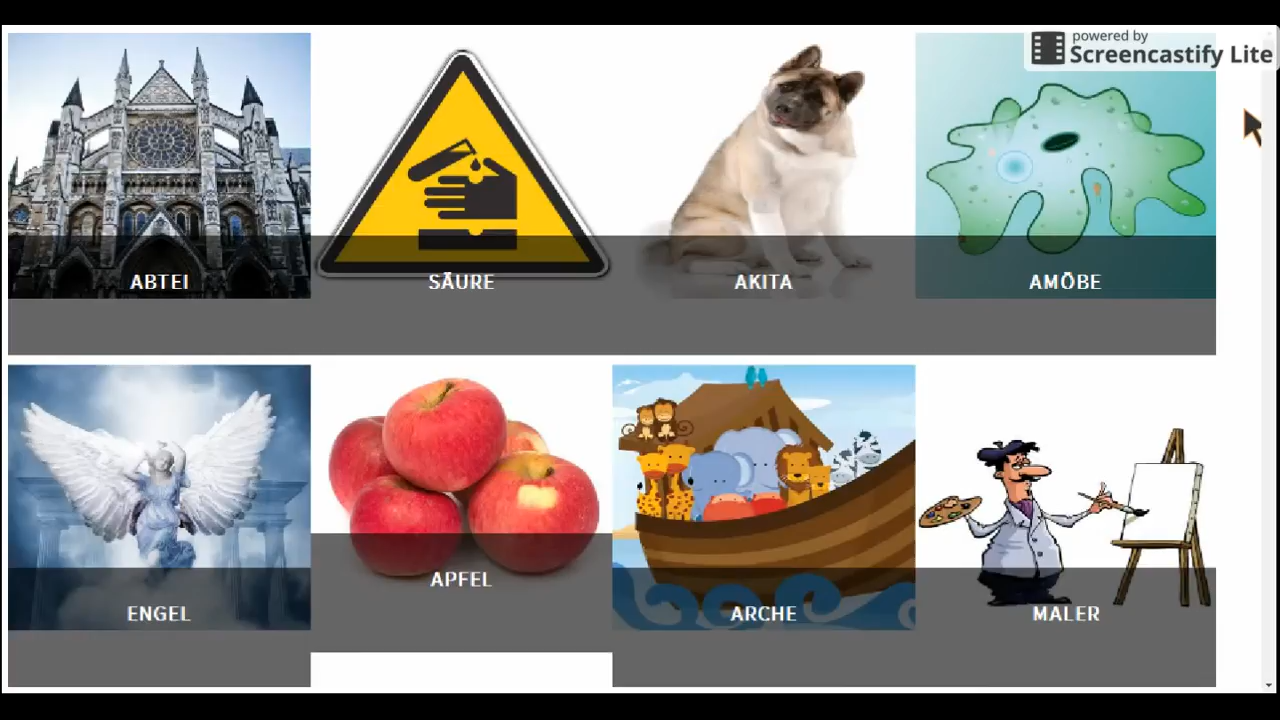 powered by
Screencastify Lite
ABTEI
SÄURE
AKITA
AMÖBE
ENGEL
APFEL
ARCHE
MALER